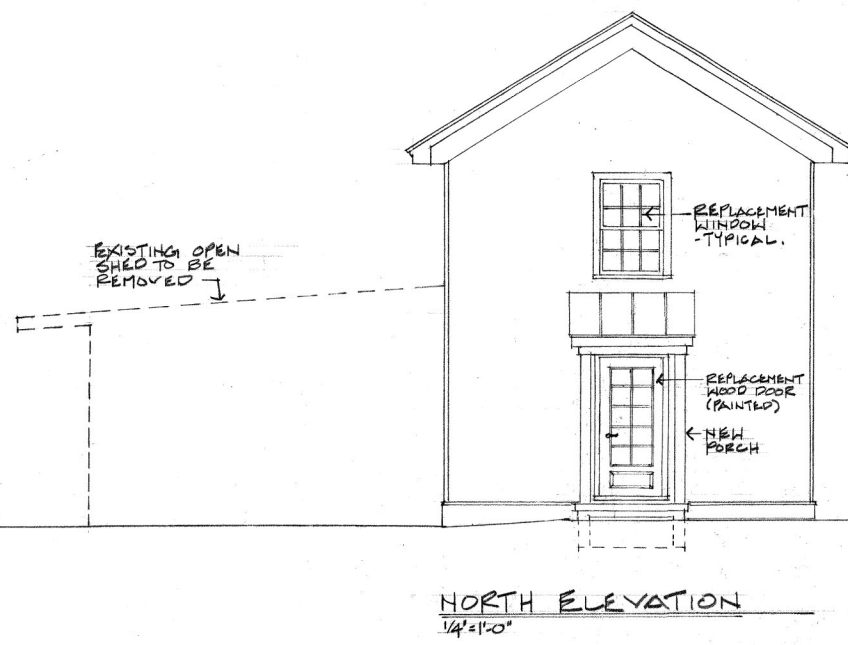 REPLACEMENT
WINDOW
-TYPICAL.
EXISTING OPEN
SHED TO BE
REMOVED
REPLACEMENT
WOOD DOOR
(PAINTED)
NEW
PORCH
NORTH ELEVATION
1/4"=1'-0"